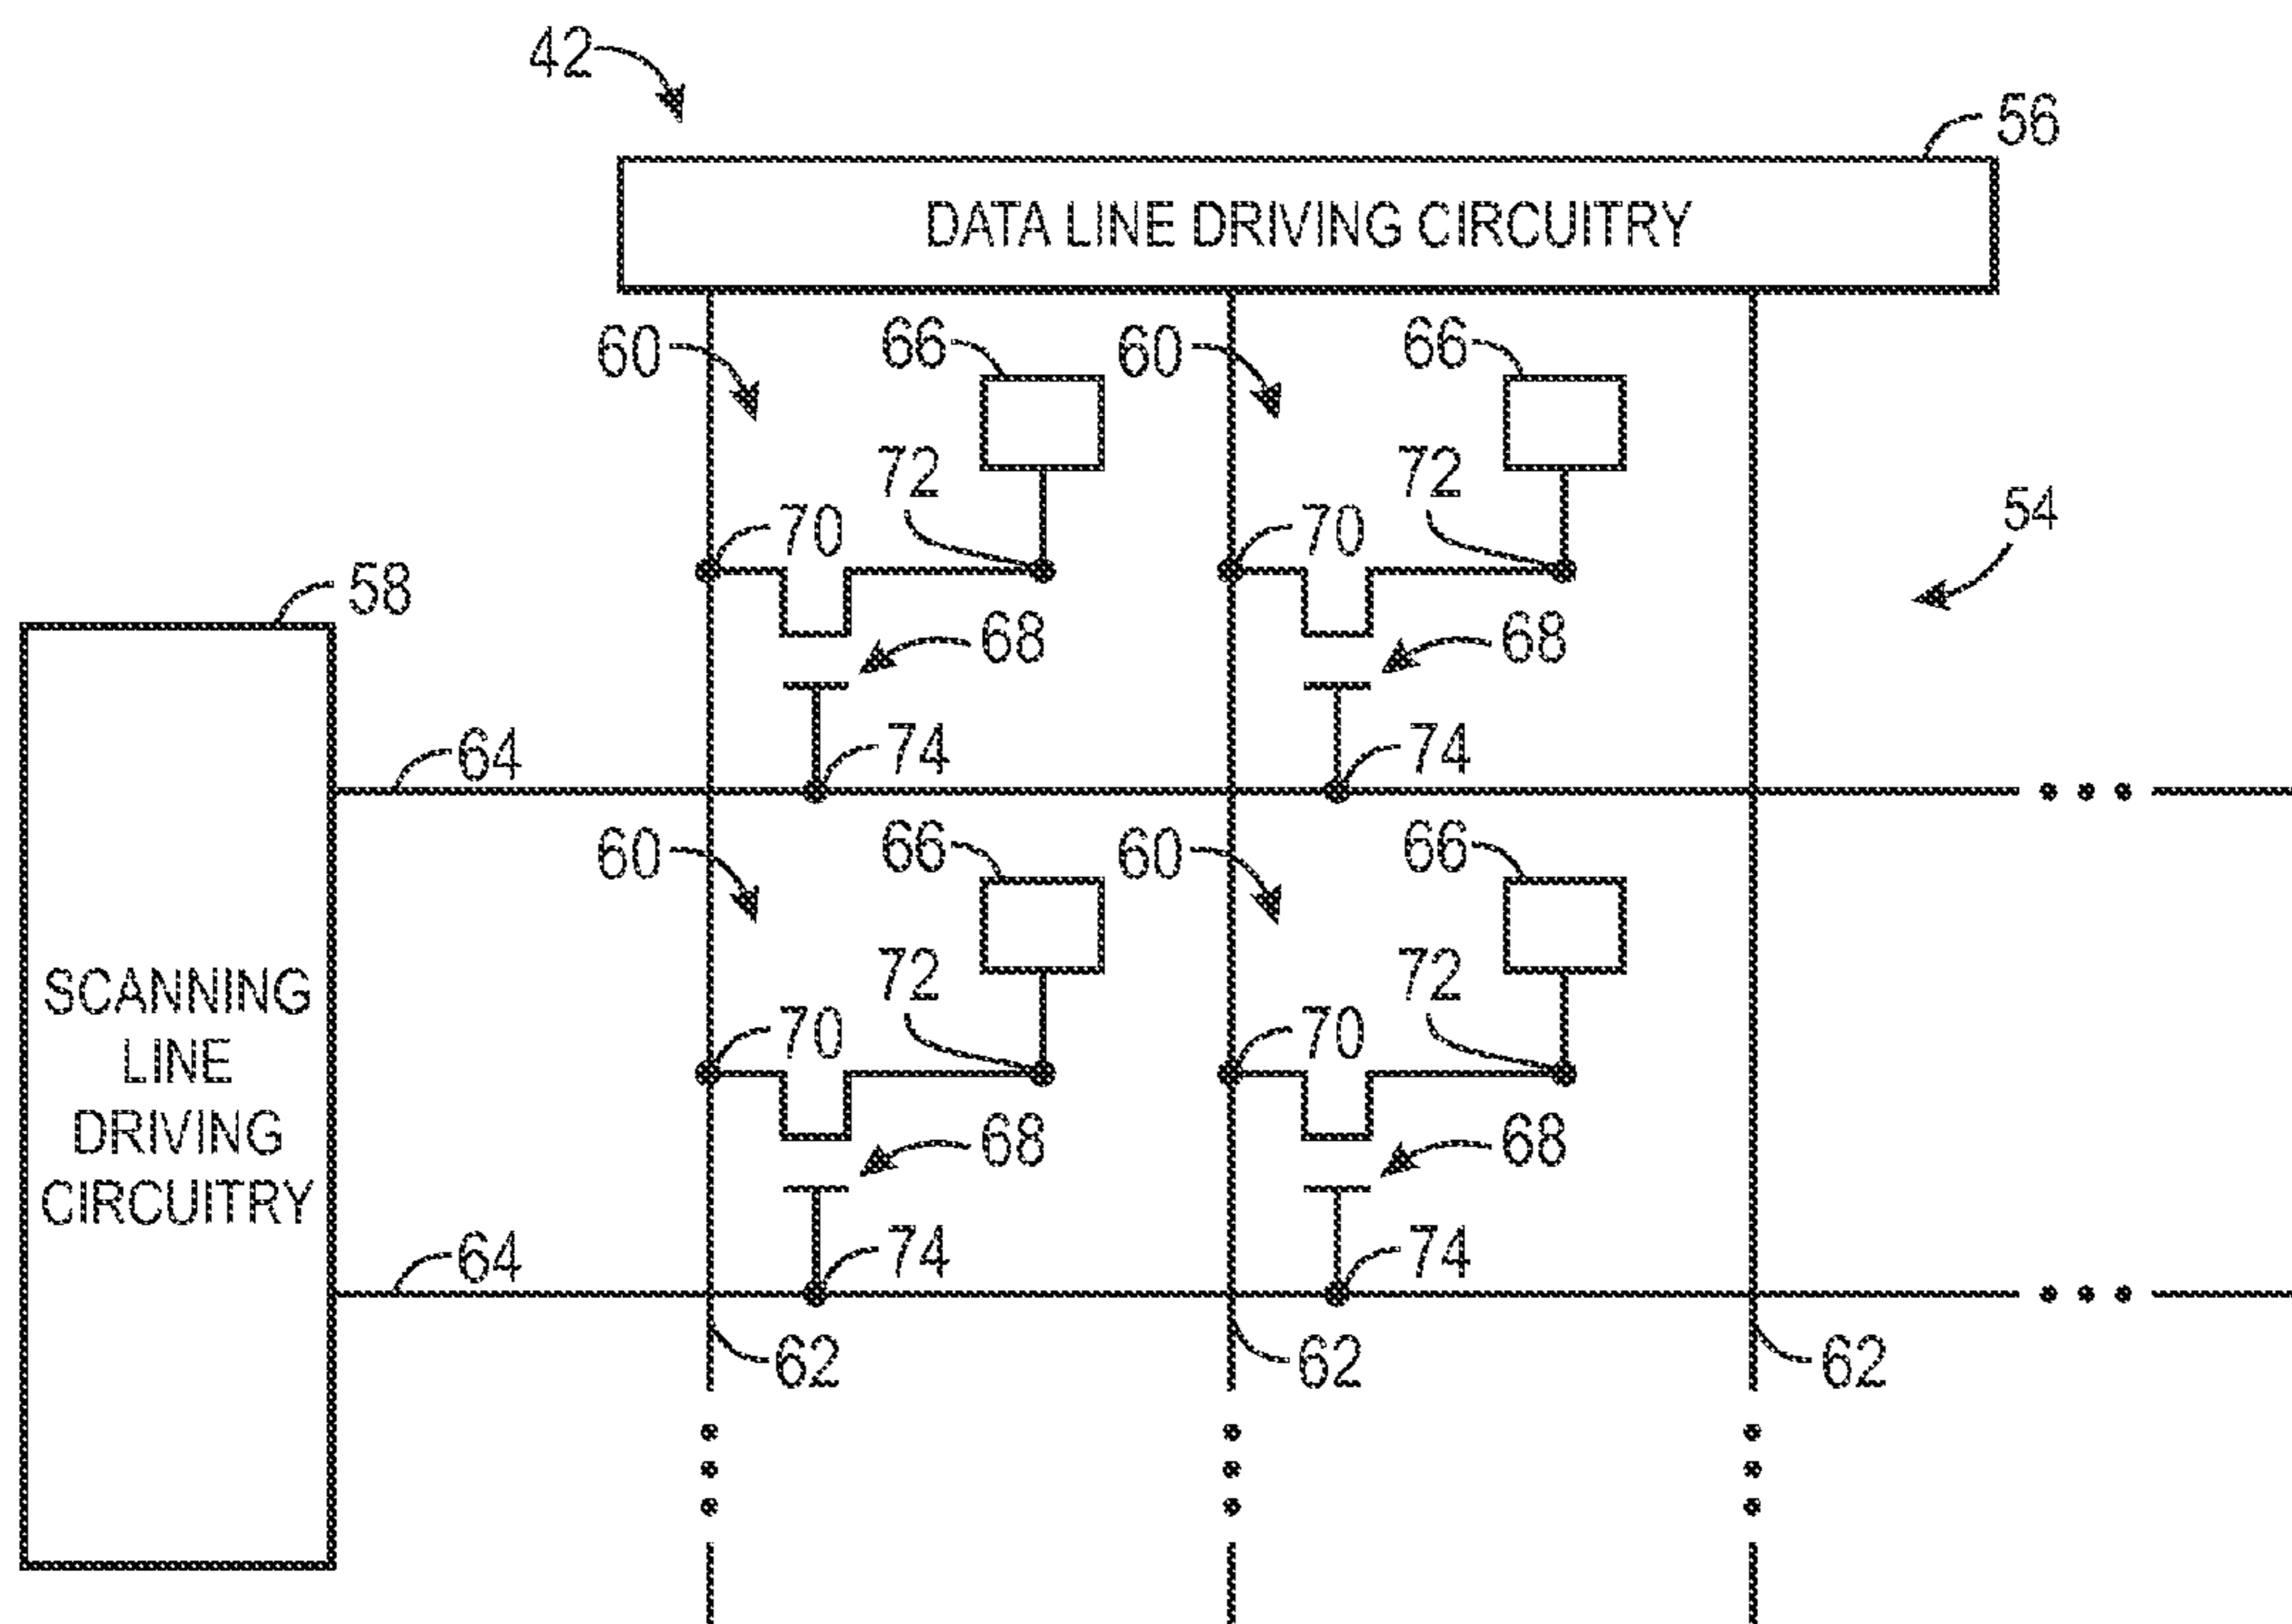 42
56
DATA LINE DRIVING CIRCUITRY
60 66 60 66
72 72
70 70 54
58
68 68
64 74 74
60 66 60 66
72 72
SCANNING
LINE
DRIVING
CIRCUITRY
70 70
68 68
64 74 74
62 62 62